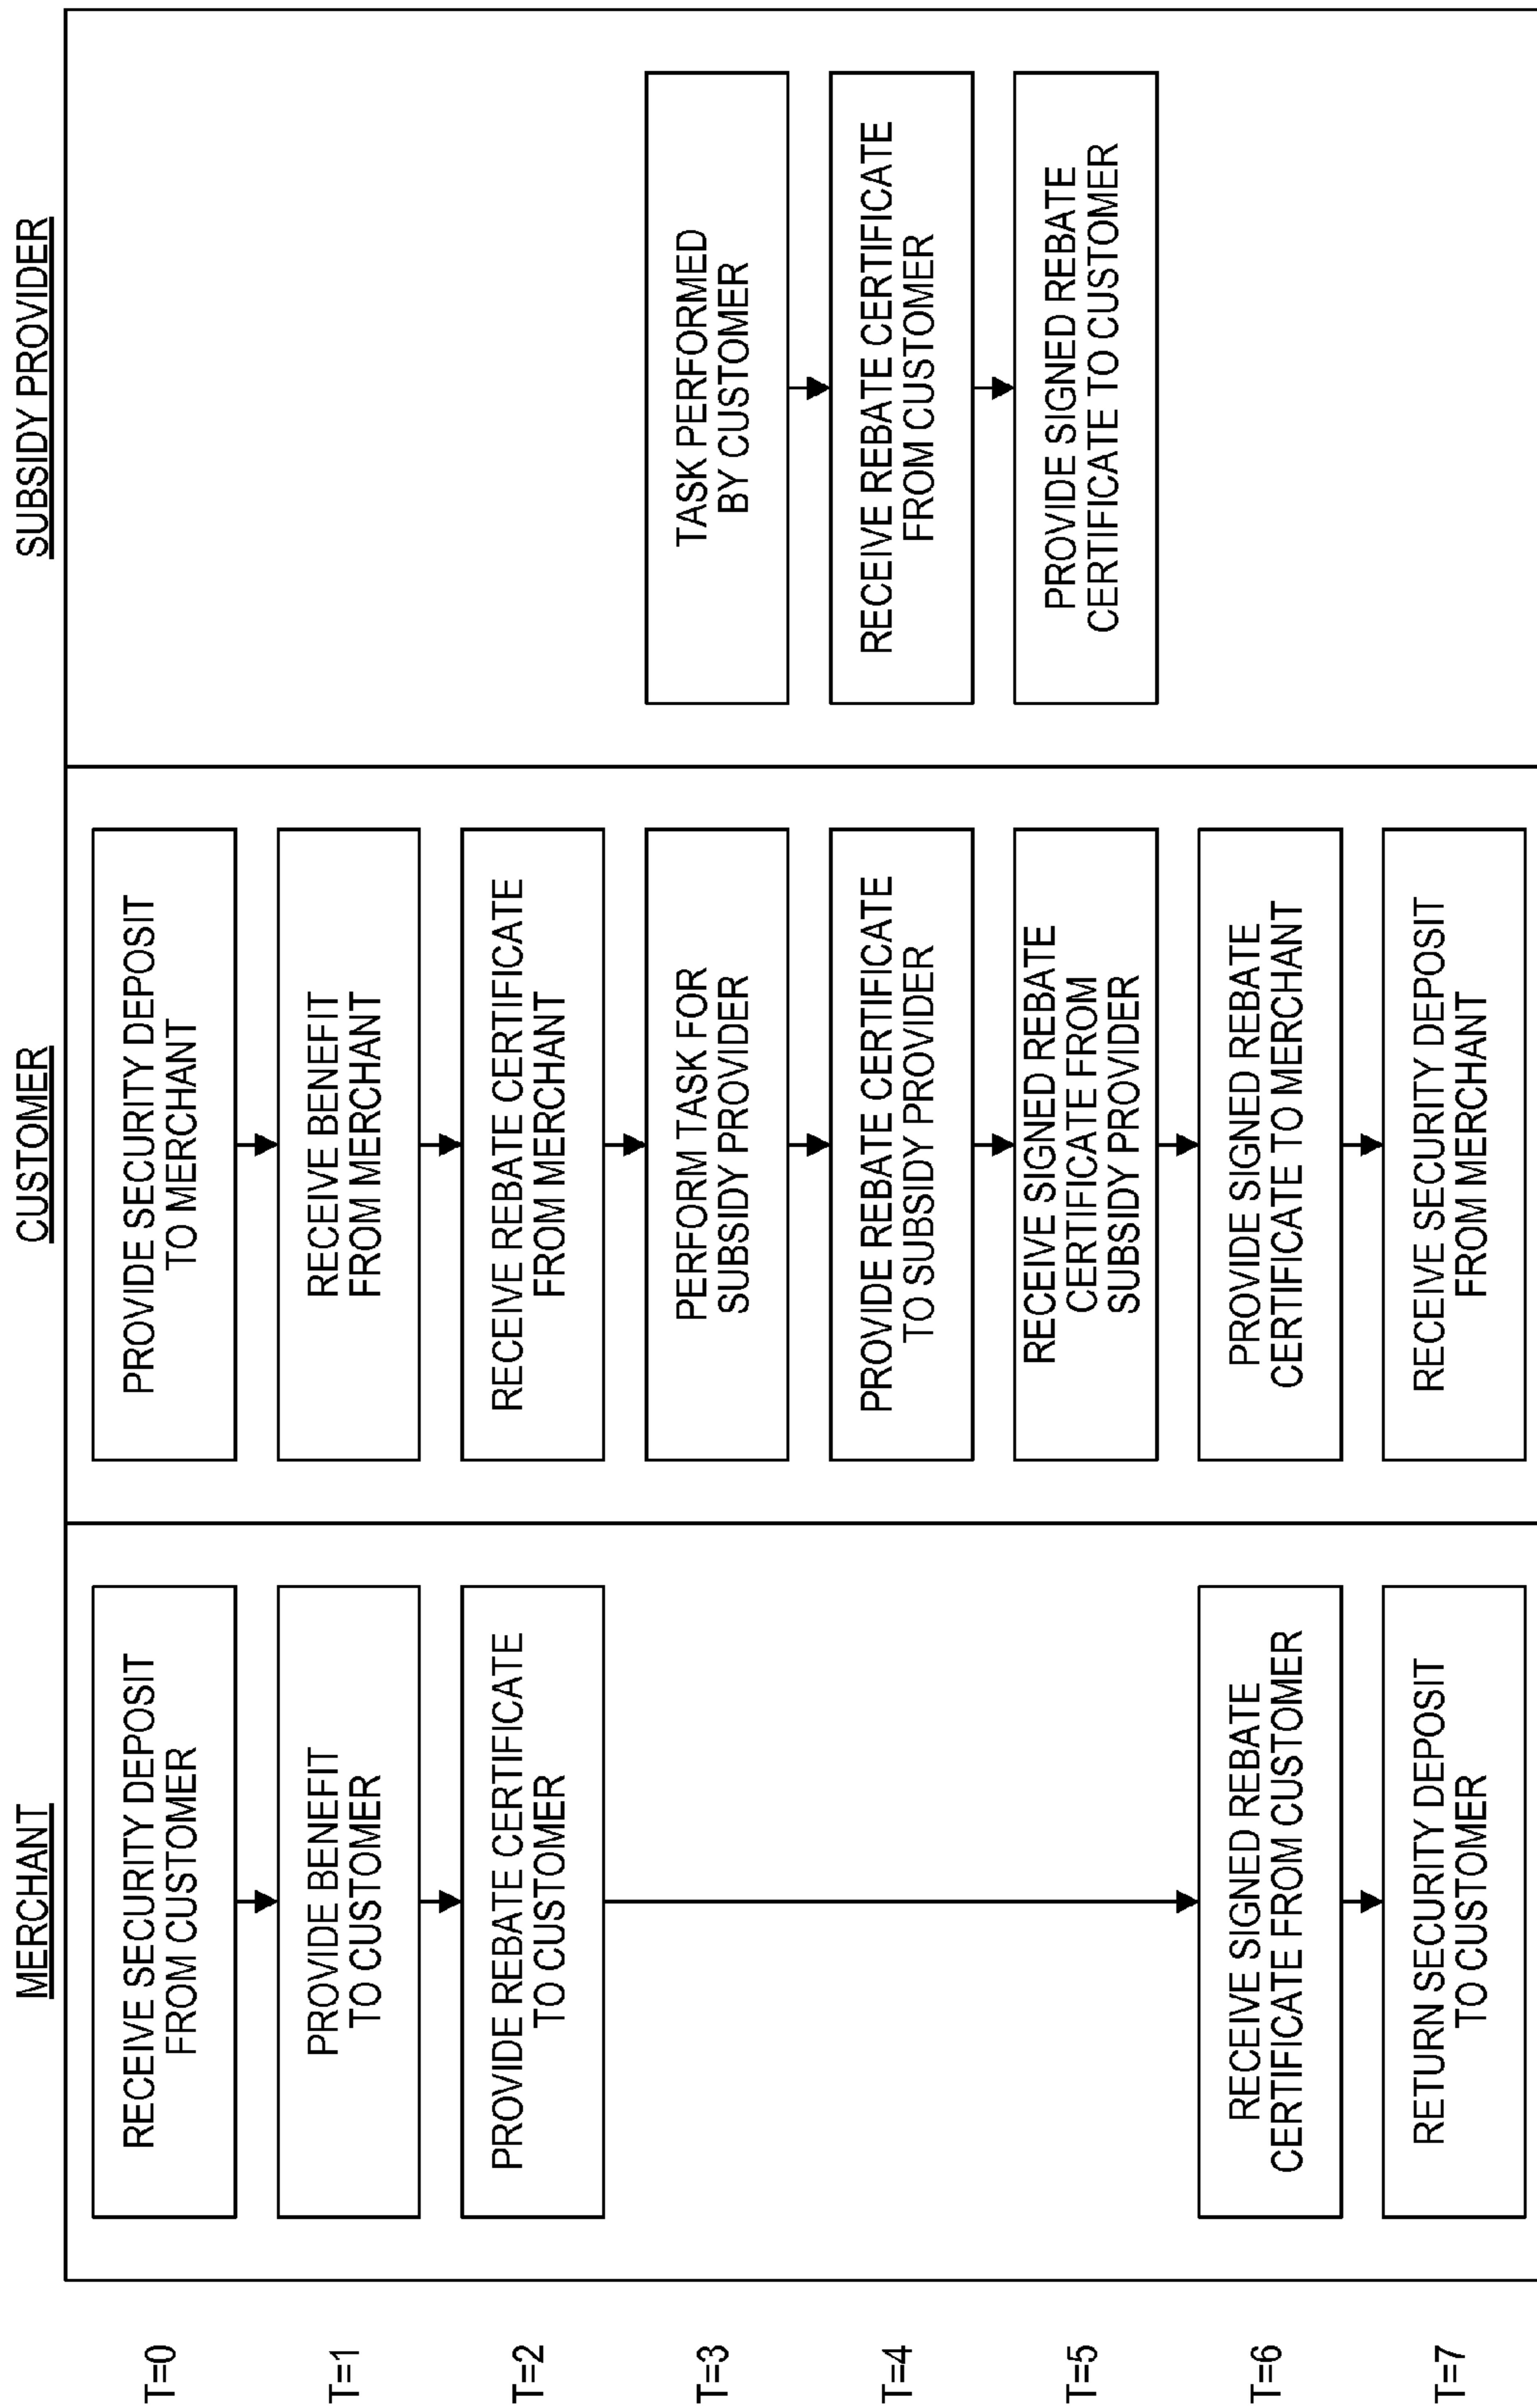 MERCHANT
CUSTOMER
SUBSIDY PROVIDER
T=0
RECEIVE SECURITY DEPOSIT
FROM CUSTOMER
PROVIDE SECURITY DEPOSIT
TO MERCHANT
T=1
PROVIDE BENEFIT
TO CUSTOMER
RECEIVE BENEFIT
FROM MERCHANT
T=2
PROVIDE REBATE CERTIFICATE
TO CUSTOMER
RECEIVE REBATE CERTIFICATE
FROM MERCHANT
T=3
PERFORM TASK FOR
SUBSIDY PROVIDER
TASK PERFORMED
BY CUSTOMER
T=4
PROVIDE REBATE CERTIFICATE
TO SUBSIDY PROVIDER
RECEIVE REBATE CERTIFICATE
FROM CUSTOMER
T=5
RECEIVE SIGNED REBATE
CERTIFICATE FROM
SUBSIDY PROVIDER
PROVIDE SIGNED REBATE
CERTIFICATE TO CUSTOMER
T=6
RECEIVE SIGNED REBATE
CERTIFICATE FROM CUSTOMER
PROVIDE SIGNED REBATE
CERTIFICATE TO MERCHANT
T=7
RETURN SECURITY DEPOSIT
TO CUSTOMER
RECEIVE SECURITY DEPOSIT
FROM MERCHANT